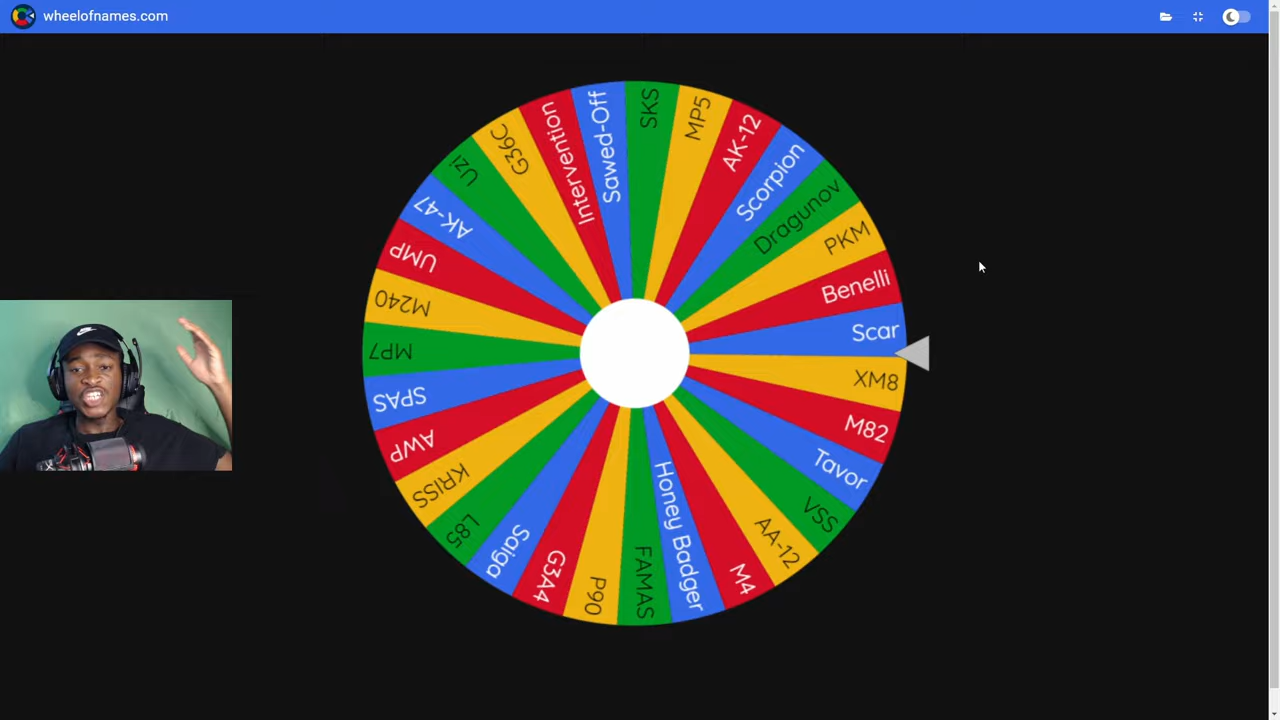 wheelofnames.com
SKS
MP5
AK-12
Scorpion
Dragunov
PKM
Benelli
Scar
XM8
M82
Tavor
VSS
AA-12
M4
Honey Badger
FAMAS
P90
G3A4
Saiga
L85
KRISS
AWP
SPAS
MP7
M240
UMP
AK-47
Uzi
G36C
Intervention
Sawed-Off